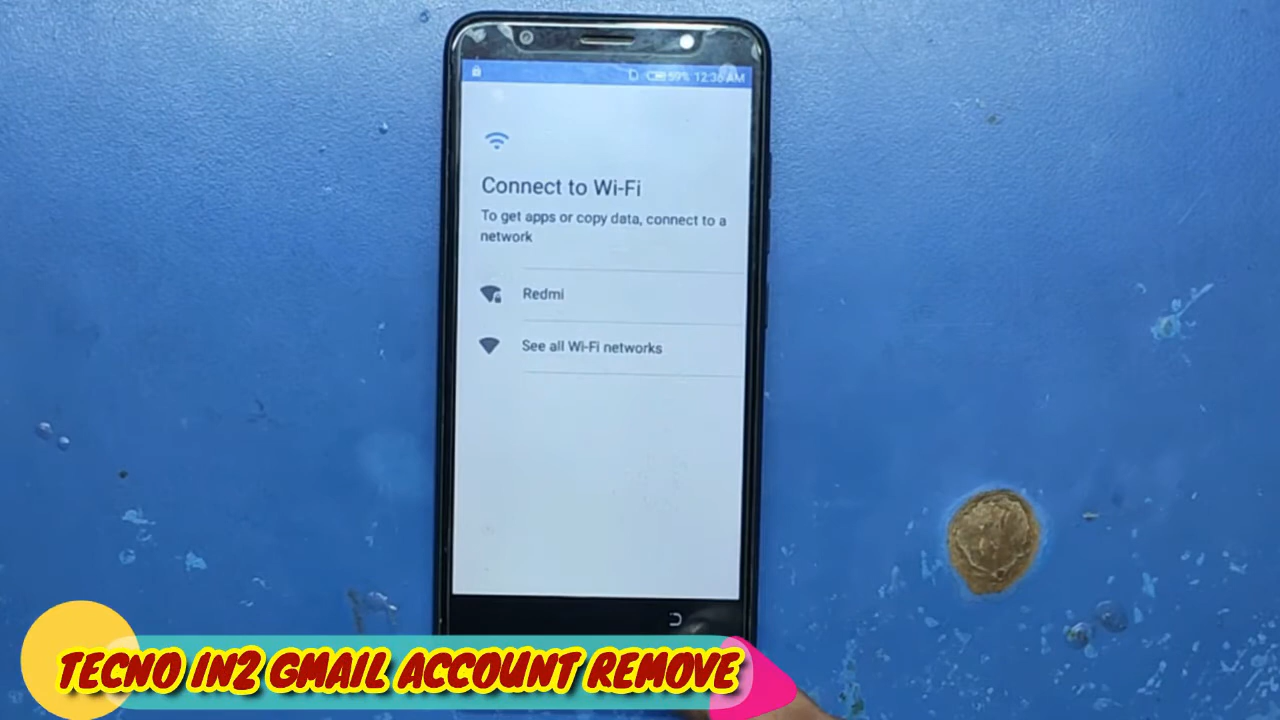 59% 12:36 AM
Connect to Wi-Fi
To get apps or copy data, connect to a
network
Redmi
See all Wi-Fi networks
TECNO IN2 GMAIL ACCOUNT REMOVE